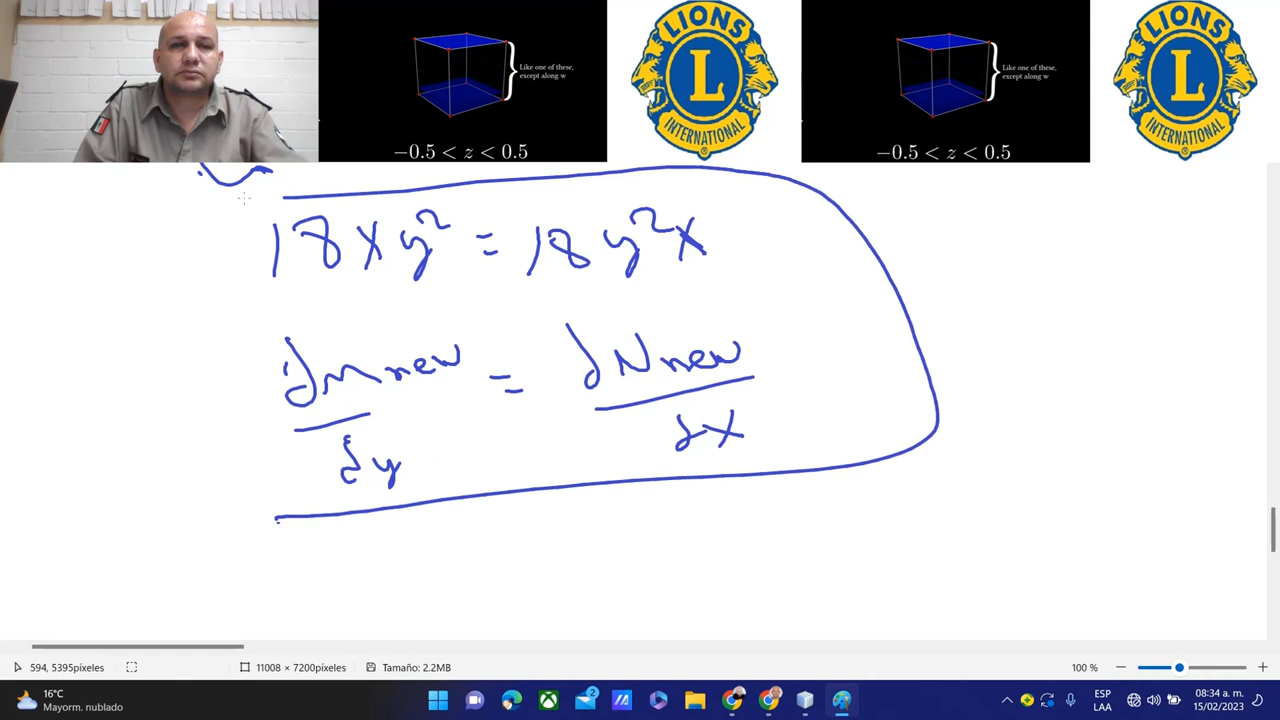 Like one of these,
except along w
−0.5 < z < 0.5
LIONS
L
INTERNATIONAL
®
Like one of these,
except along w
−0.5 < z < 0.5
LIONS
L
INTERNATIONAL
®
18xy² = 18y²x
∂Mnew/∂y = ∂Nnew/∂x
594, 5395píxeles
11008 × 7200píxeles
Tamaño: 2.2MB
100 %
16°C
Mayorm. nublado
2
ESP
LAA
08:34 a.m.
15/02/2023